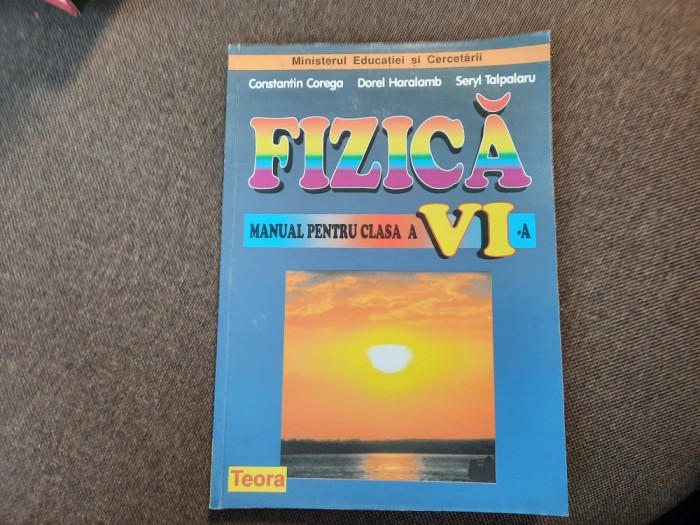 Ministerul Educației și Cercetării
Constantin Corega Dorel Haralamb Seryl Talpalaru
FIZICĂ
MANUAL PENTRU CLASA A VI-A
Teora